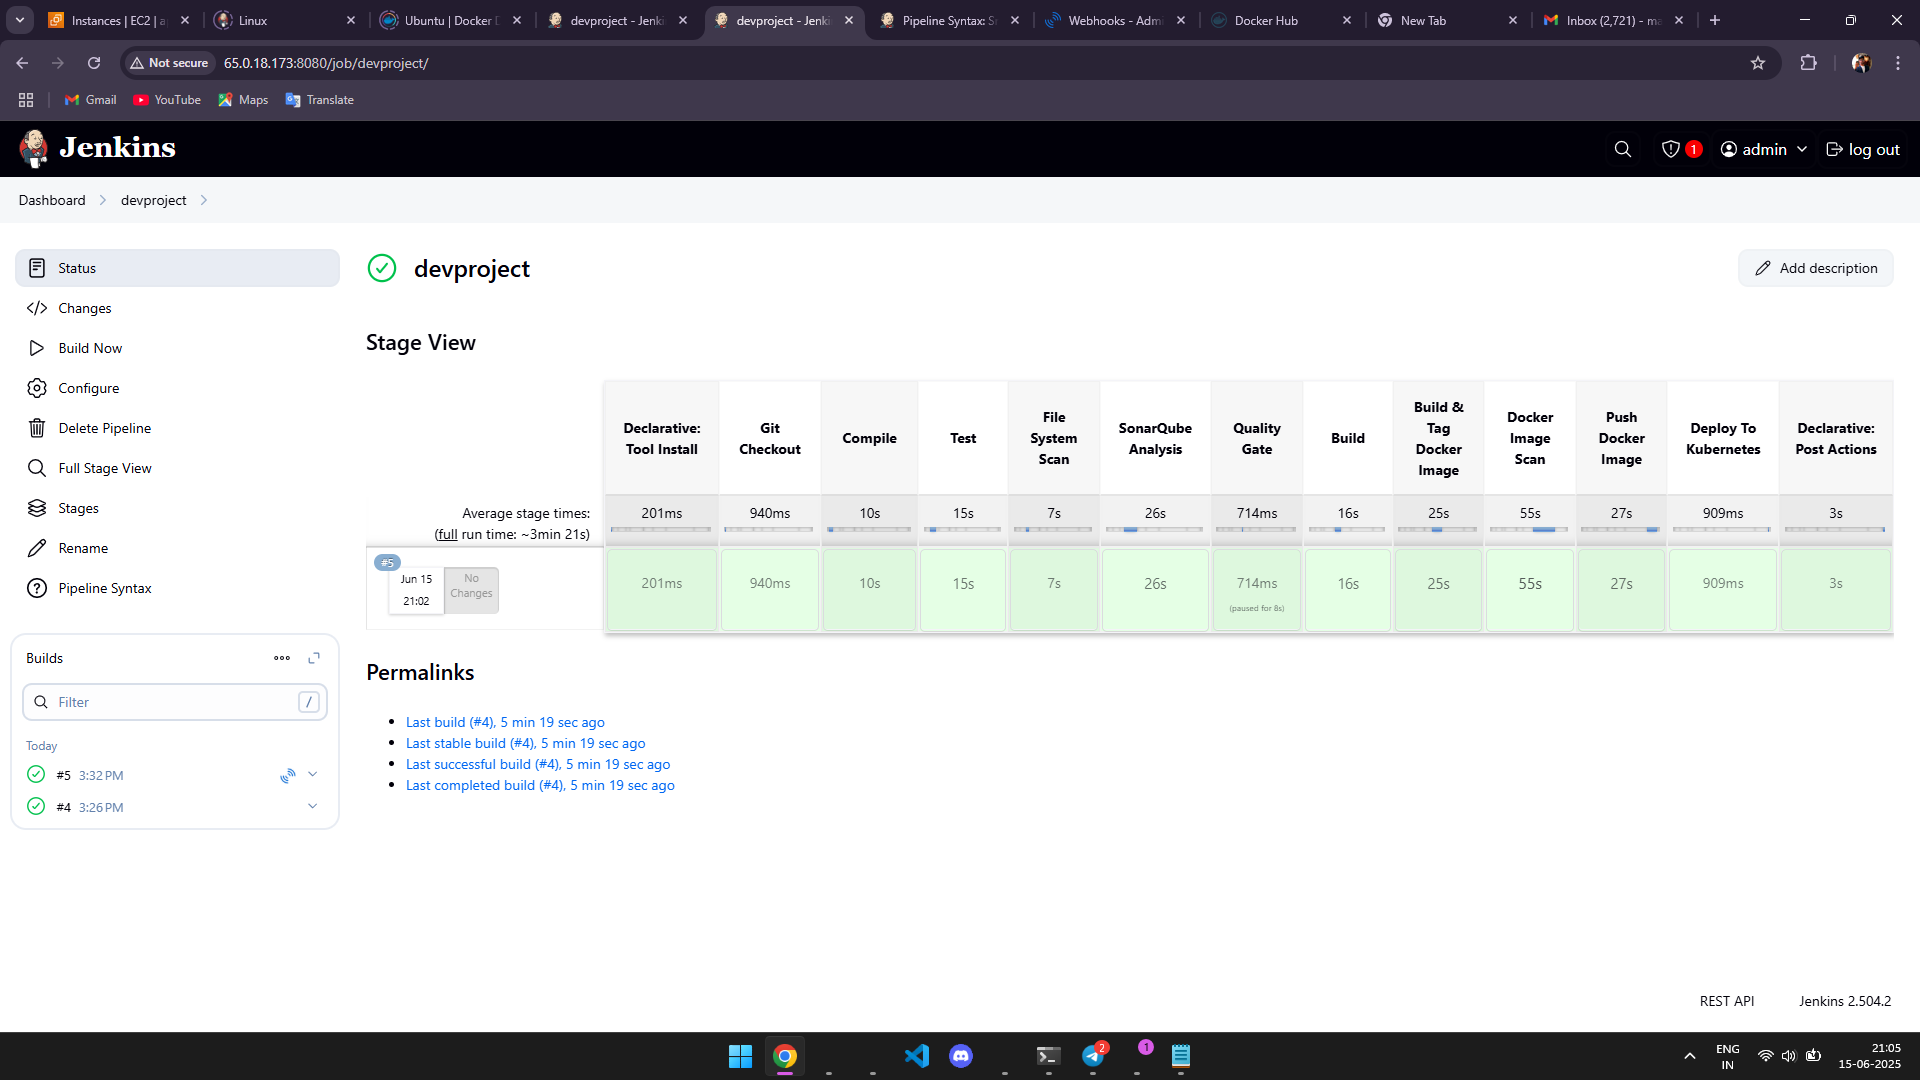 Instances | EC2 | ap
Linux
Ubuntu | Docker D
devproject - Jenki
devproject - Jenki
Pipeline Syntax: Sn
Webhooks - Admi
Docker Hub
New Tab
Inbox (2,721) - ma
Not secure
65.0.18.173:8080/job/devproject/
Gmail
YouTube
Maps
Translate
Jenkins
1
admin
log out
Dashboard
devproject
Status
Changes
Build Now
Configure
Delete Pipeline
Full Stage View
Stages
Rename
Pipeline Syntax
Builds
Filter
/
Today
#5 3:32 PM
#4 3:26 PM
devproject
Add description
Stage View
Declarative: Tool Install
Git Checkout
Compile
Test
File System Scan
SonarQube Analysis
Quality Gate
Build
Build & Tag Docker Image
Docker Image Scan
Push Docker Image
Deploy To Kubernetes
Declarative: Post Actions
Average stage times:
(full run time: ~3min 21s)
201ms 940ms 10s 15s 7s 26s 714ms 16s 25s 55s 27s 909ms 3s
#5
Jun 15
21:02
No Changes
201ms 940ms 10s 15s 7s 26s 714ms 16s 25s 55s 27s 909ms 3s
(paused for 8s)
Permalinks
Last build (#4), 5 min 19 sec ago
Last stable build (#4), 5 min 19 sec ago
Last successful build (#4), 5 min 19 sec ago
Last completed build (#4), 5 min 19 sec ago
REST API
Jenkins 2.504.2
2
1
ENG
IN
21:05
15-06-2025